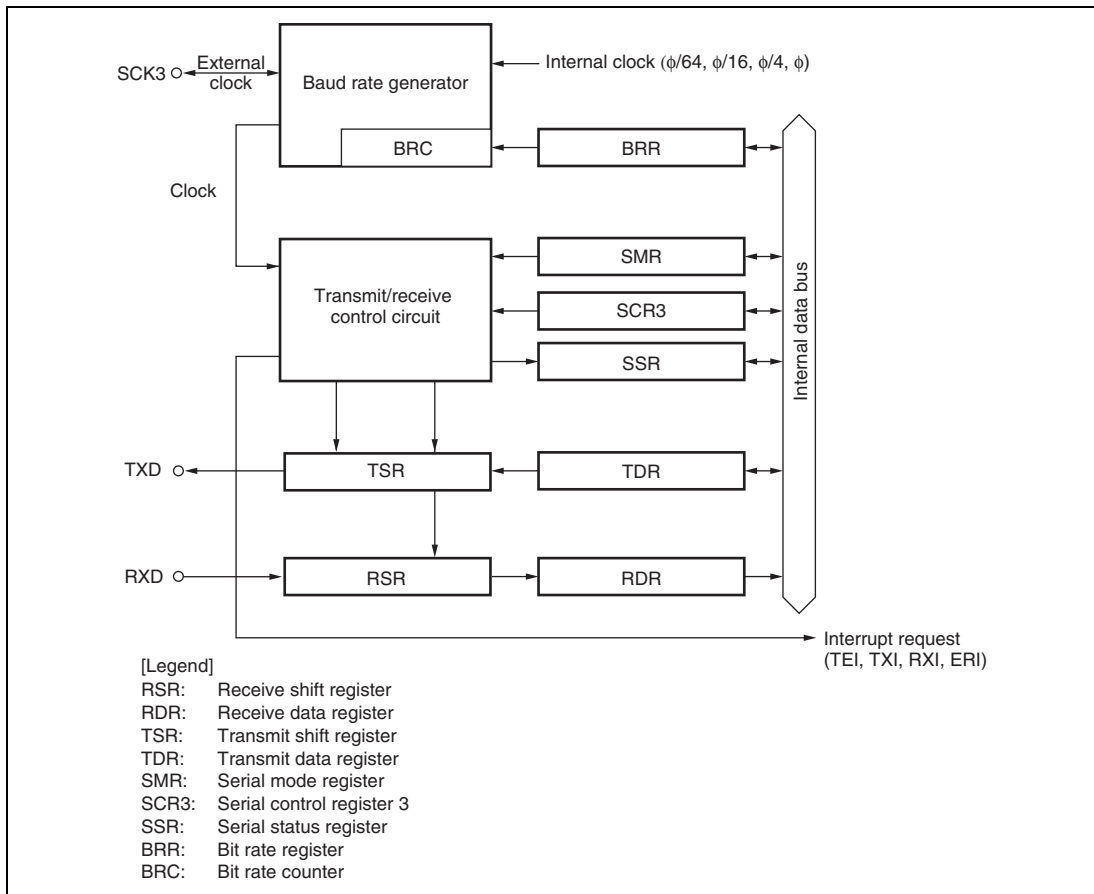 SCK3
External
clock
Baud rate generator
Internal clock (ϕ/64, ϕ/16, ϕ/4, ϕ)
BRC
BRR
Clock
Transmit/receive
control circuit
SMR
SCR3
SSR
Internal data bus
TXD
TSR
TDR
RXD
RSR
RDR
Interrupt request
(TEI, TXI, RXI, ERI)
[Legend]
RSR: Receive shift register
RDR: Receive data register
TSR: Transmit shift register
TDR: Transmit data register
SMR: Serial mode register
SCR3: Serial control register 3
SSR: Serial status register
BRR: Bit rate register
BRC: Bit rate counter